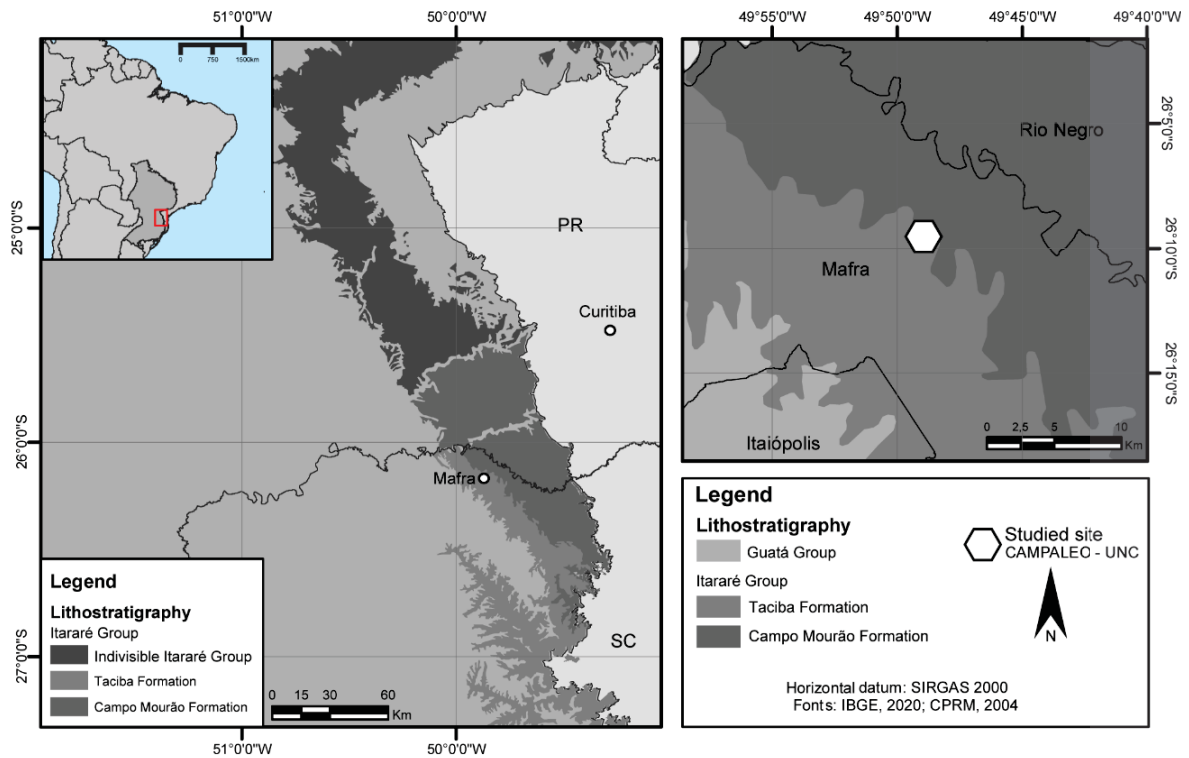 51°0'0"W
50°0'0"W
0
750
1500km
25°0'0"S
26°0'0"S
27°0'0"S
PR
Curitiba
Mafra
SC
Legend
Lithostratigraphy
Itararé Group
Indivisible Itararé Group
Taciba Formation
Campo Mourão Formation
0 15 30 60
Km
51°0'0"W
50°0'0"W
49°55'0"W
49°50'0"W
49°45'0"W
49°40'0"W
26°5'0"S
26°10'0"S
26°15'0"S
Rio Negro
Mafra
Itaiópolis
0 2,5 5 10
Km
Legend
Lithostratigraphy
Guatá Group
Itararé Group
Taciba Formation
Campo Mourão Formation
Studied site
CAMPALEO - UNC
N
Horizontal datum: SIRGAS 2000
Fonts: IBGE, 2020; CPRM, 2004